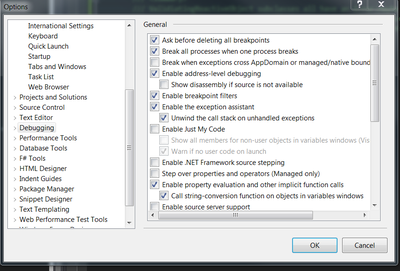 Options
International Settings
Keyboard
Quick Launch
Startup
Tabs and Windows
Task List
Web Browser
Projects and Solutions
Source Control
Text Editor
Debugging
Performance Tools
Database Tools
F# Tools
HTML Designer
Indent Guides
Package Manager
Snippet Designer
Text Templating
Web Performance Test Tools
General
Ask before deleting all breakpoints
Break all processes when one process breaks
Break when exceptions cross AppDomain or managed/native bound
Enable address-level debugging
Show disassembly if source is not available
Enable breakpoint filters
Enable the exception assistant
Unwind the call stack on unhandled exceptions
Enable Just My Code
Show all members for non-user objects in variables windows (Vis
Warn if no user code on launch
Enable .NET Framework source stepping
Step over properties and operators (Managed only)
Enable property evaluation and other implicit function calls
Call string-conversion function on objects in variables windows
Enable source server support
OK
Cancel